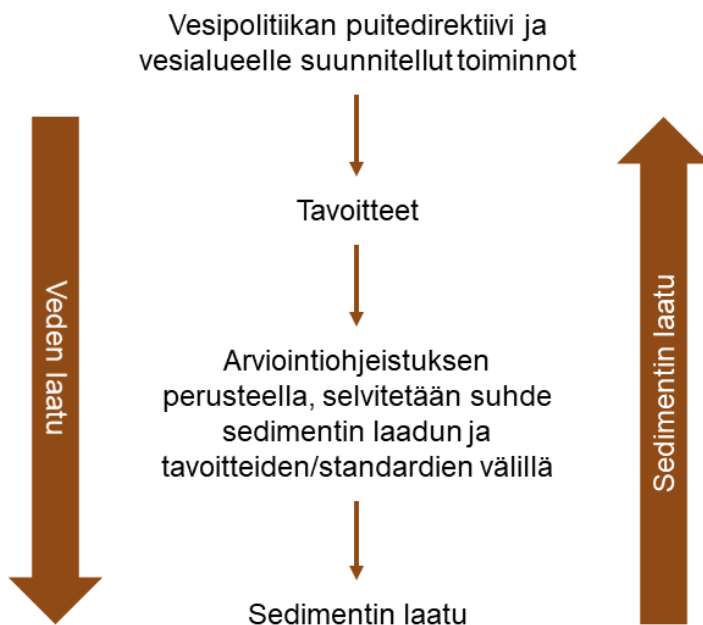 Vesipolitiikan puitedirektiivi ja
vesialueelle suunnitellut toiminnot
Tavoitteet
Veden laatu
Arviointiohjeistuksen
perusteella, selvitetään suhde
sedimentin laadun ja
tavoitteiden/standardien välillä
Sedimentin laatu
Sedimentin laatu